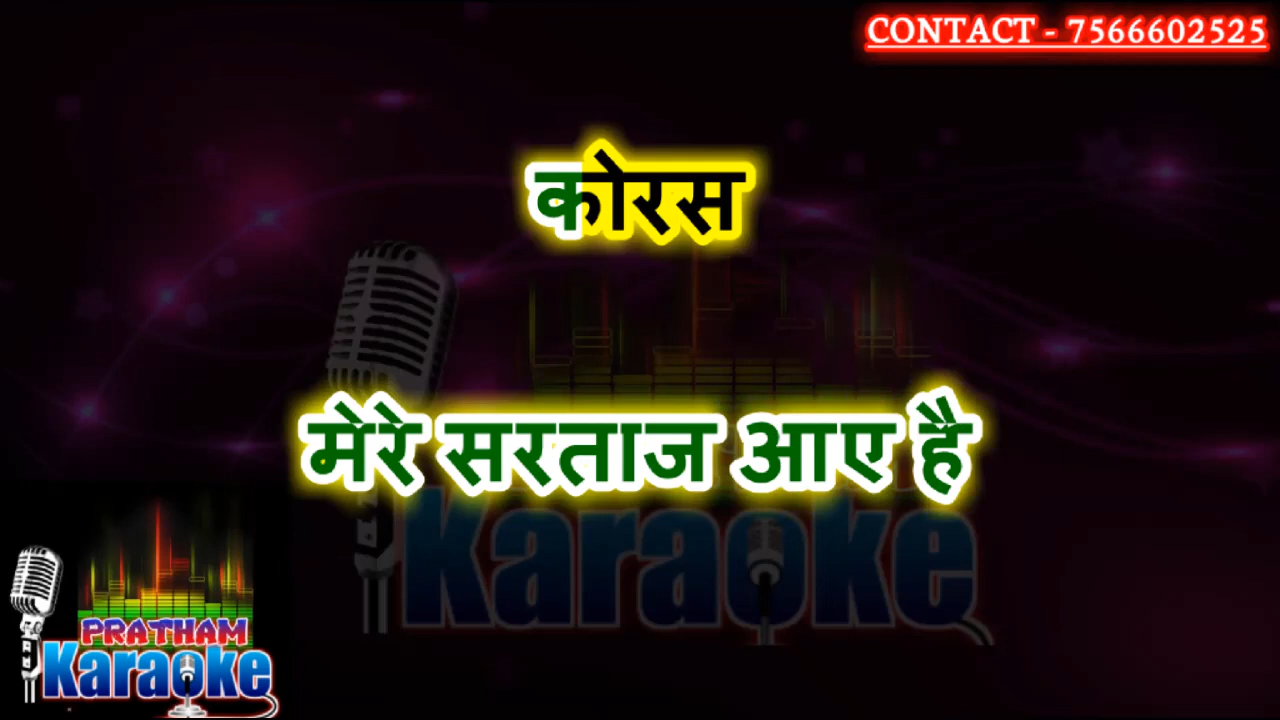 CONTACT - 7566602525
कोरस
मेरे सरताज आए है
Karaoke
PRATHAM
Karaoke